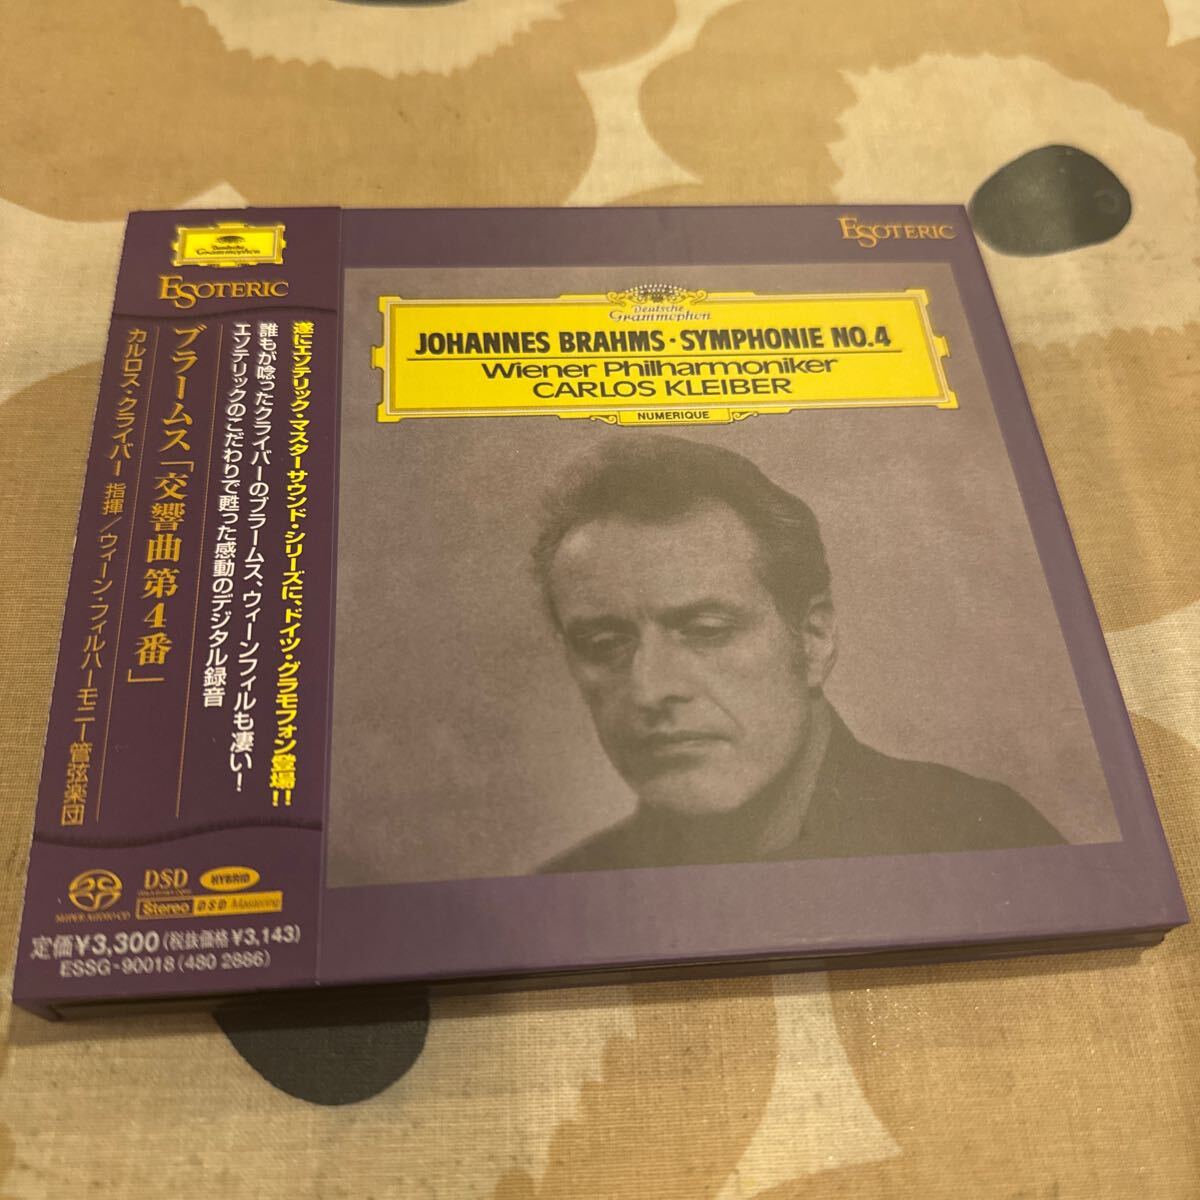 Deutsche
Grammophon
ESOTERIC
遂にエソテリック・マスターサウンド・シリーズに、ドイツ・グラモフォン登場!!
誰もが唸ったクライバーのブラームス、ウィーンフィルも凄い!
エソテリックのこだわりで甦った感動のデジタル録音
ブラームス「交響曲 第4番」
カルロス・クライバー 指揮/ウィーン・フィルハーモニー管弦楽団
SUPER AUDIO CD
DSD
HYBRID
Stereo
DSD Mastering
定価¥3,300(税抜価格¥3,143)
ESSG-90018 (480 2886)
ESOTERIC
Deutsche
Grammophon
JOHANNES BRAHMS・SYMPHONIE NO.4
Wiener Philharmoniker
CARLOS KLEIBER
NUMERIQUE